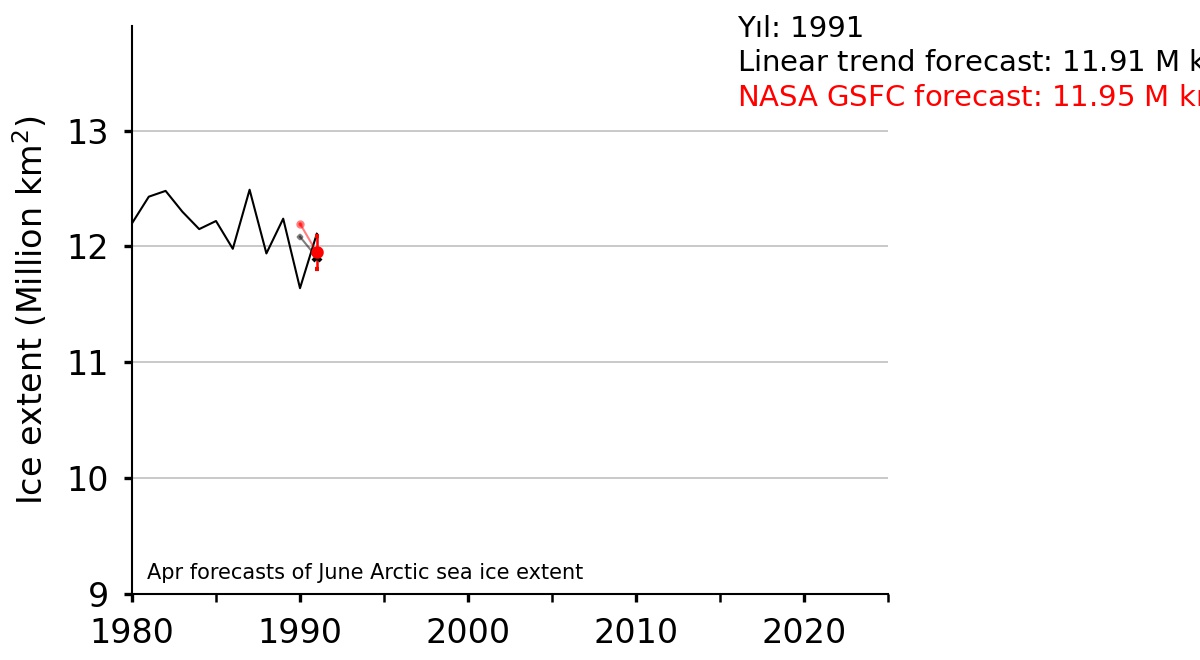 Yıl: 1991
Linear trend forecast: 11.91 M k
NASA GSFC forecast: 11.95 M k
Ice extent (Million km²)
13
12
11
10
9
Apr forecasts of June Arctic sea ice extent
1980 1990 2000 2010 2020